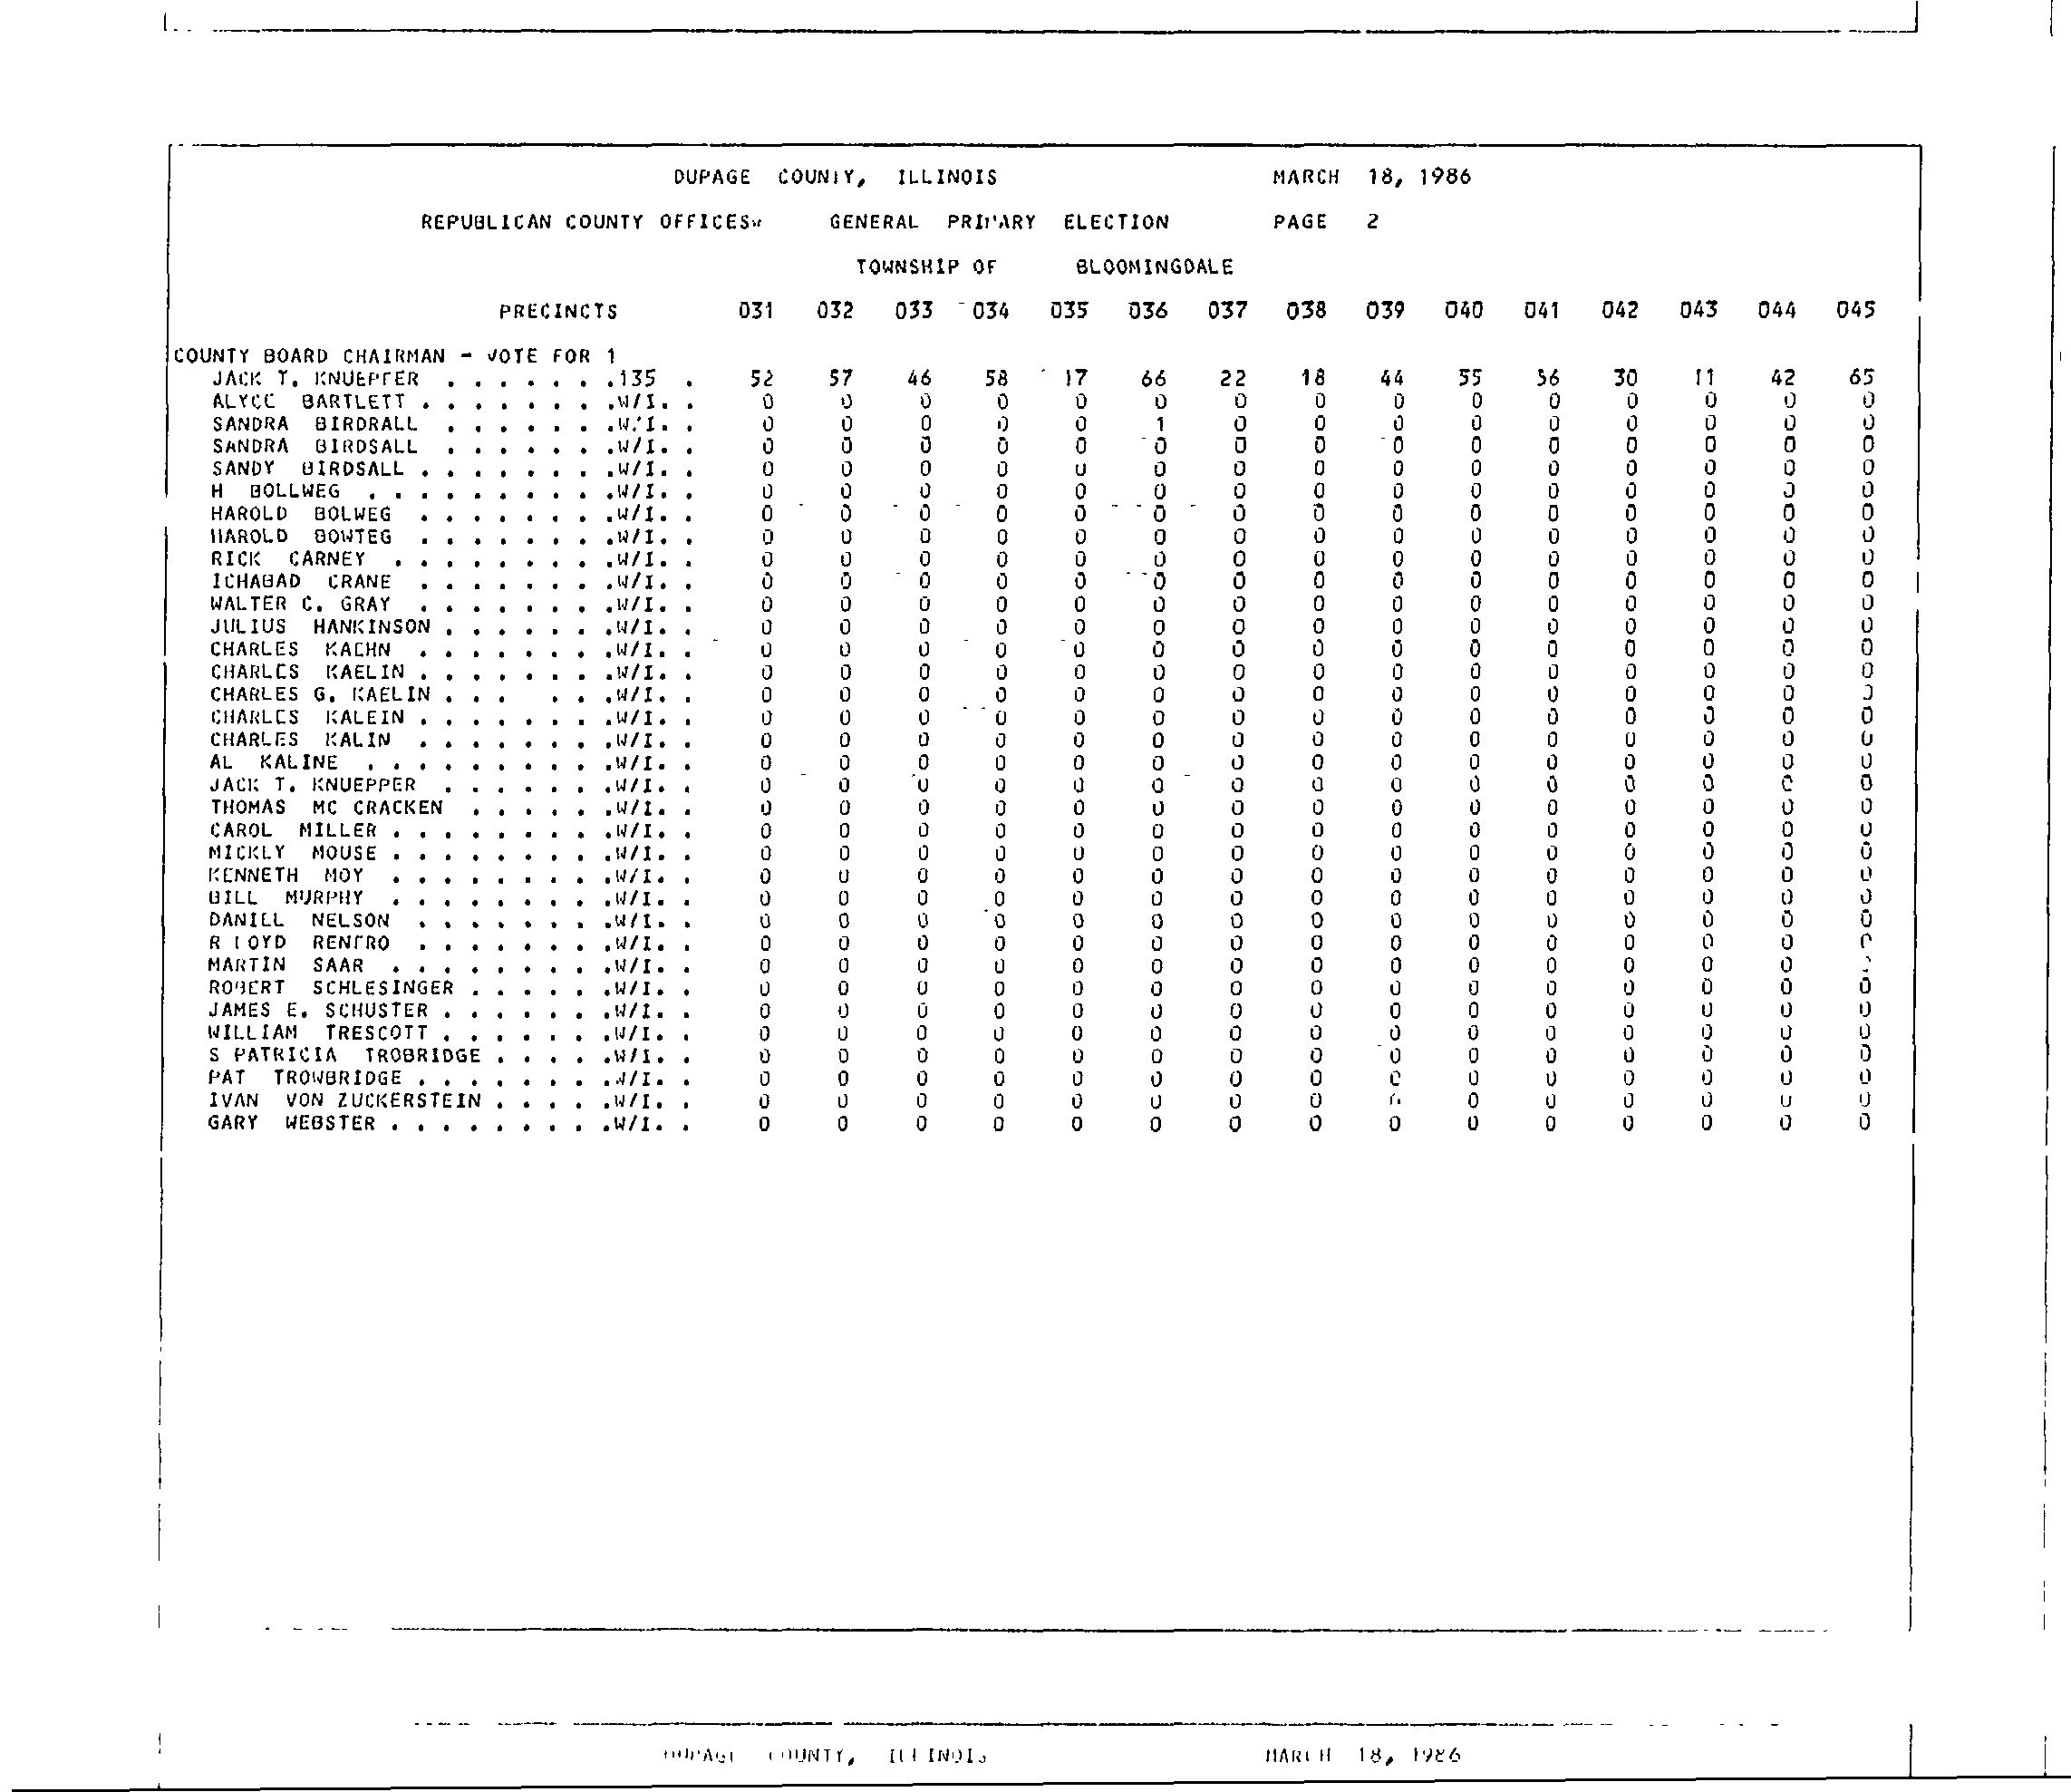 DUPAGE COUNTY, ILLINOIS MARCH 18, 1986
REPUBLICAN COUNTY OFFICES GENERAL PRIMARY ELECTION PAGE 2
TOWNSHIP OF BLOOMINGDALE
PRECINCTS 031 032 033 034 035 036 037 038 039 040 041 042 043 044 045
COUNTY BOARD CHAIRMAN - VOTE FOR 1
JACK T. KNUEPFER . . . . . . .135 . 52 57 46 58 17 66 22 18 44 35 36 30 11 42 65
ALYCE BARTLETT . . . . . . . .W/I. . 0 0 0 0 0 0 0 0 0 0 0 0 0 0 0
SANDRA BIRDRALL . . . . . . .W/I. . 0 0 0 0 0 1 0 0 0 0 0 0 0 0 0
SANDRA BIRDSALL . . . . . . .W/I. . 0 0 0 0 0 0 0 0 0 0 0 0 0 0 0
SANDY BIRDSALL . . . . . . . .W/I. . 0 0 0 0 0 0 0 0 0 0 0 0 0 0 0
H BOLLWEG . . . . . . . . . .W/I. . 0 0 0 0 0 0 0 0 0 0 0 0 0 0 0
HAROLD BOLWEG . . . . . . . .W/I. . 0 0 0 0 0 0 0 0 0 0 0 0 0 0 0
HAROLD BOWTEG . . . . . . . .W/I. . 0 0 0 0 0 0 0 0 0 0 0 0 0 0 0
RICK CARNEY . . . . . . . . .W/I. . 0 0 0 0 0 0 0 0 0 0 0 0 0 0 0
ICHABAD CRANE . . . . . . . .W/I. . 0 0 0 0 0 0 0 0 0 0 0 0 0 0 0
WALTER C. GRAY . . . . . . . .W/I. . 0 0 0 0 0 0 0 0 0 0 0 0 0 0 0
JULIUS HANKINSON . . . . . . .W/I. . 0 0 0 0 0 0 0 0 0 0 0 0 0 0 0
CHARLES KAEHN . . . . . . . .W/I. . 0 0 0 0 0 0 0 0 0 0 0 0 0 0 0
CHARLES KAELIN . . . . . . . .W/I. . 0 0 0 0 0 0 0 0 0 0 0 0 0 0 0
CHARLES G. KAELIN . . . . . .W/I. . 0 0 0 0 0 0 0 0 0 0 0 0 0 0 0
CHARLES KALEIN . . . . . . . .W/I. . 0 0 0 0 0 0 0 0 0 0 0 0 0 0 0
CHARLES KALIN . . . . . . . .W/I. . 0 0 0 0 0 0 0 0 0 0 0 0 0 0 0
AL KALINE . . . . . . . . . .W/I. . 0 0 0 0 0 0 0 0 0 0 0 0 0 0 0
JACK T. KNUEPPER . . . . . . .W/I. . 0 0 0 0 0 0 0 0 0 0 0 0 0 0 0
THOMAS MC CRACKEN . . . . . .W/I. . 0 0 0 0 0 0 0 0 0 0 0 0 0 0 0
CAROL MILLER . . . . . . . . .W/I. . 0 0 0 0 0 0 0 0 0 0 0 0 0 0 0
MICKEY MOUSE . . . . . . . . .W/I. . 0 0 0 0 0 0 0 0 0 0 0 0 0 0 0
KENNETH MOY . . . . . . . . .W/I. . 0 0 0 0 0 0 0 0 0 0 0 0 0 0 0
BILL MURPHY . . . . . . . . .W/I. . 0 0 0 0 0 0 0 0 0 0 0 0 0 0 0
DANIEL NELSON . . . . . . . .W/I. . 0 0 0 0 0 0 0 0 0 0 0 0 0 0 0
R LOYD RENFRO . . . . . . . .W/I. . 0 0 0 0 0 0 0 0 0 0 0 0 0 0 0
MARTIN SAAR . . . . . . . . .W/I. . 0 0 0 0 0 0 0 0 0 0 0 0 0 0
ROBERT SCHLESINGER . . . . . .W/I. . 0 0 0 0 0 0 0 0 0 0 0 0 0 0 0
JAMES E. SCHUSTER . . . . . .W/I. . 0 0 0 0 0 0 0 0 0 0 0 0 0 0 0
WILLIAM TRESCOTT . . . . . . .W/I. . 0 0 0 0 0 0 0 0 0 0 0 0 0 0 0
S PATRICIA TROBRIDGE . . . . .W/I. . 0 0 0 0 0 0 0 0 0 0 0 0 0 0 0
PAT TROWBRIDGE . . . . . . . .W/I. . 0 0 0 0 0 0 0 0 0 0 0 0 0 0 0
IVAN VON ZUCKERSTEIN . . . . .W/I. . 0 0 0 0 0 0 0 0 0 0 0 0 0 0 0
GARY WEBSTER . . . . . . . . .W/I. . 0 0 0 0 0 0 0 0 0 0 0 0 0 0 0
DUPAGE COUNTY, ILLINOIS MARCH 18, 1986